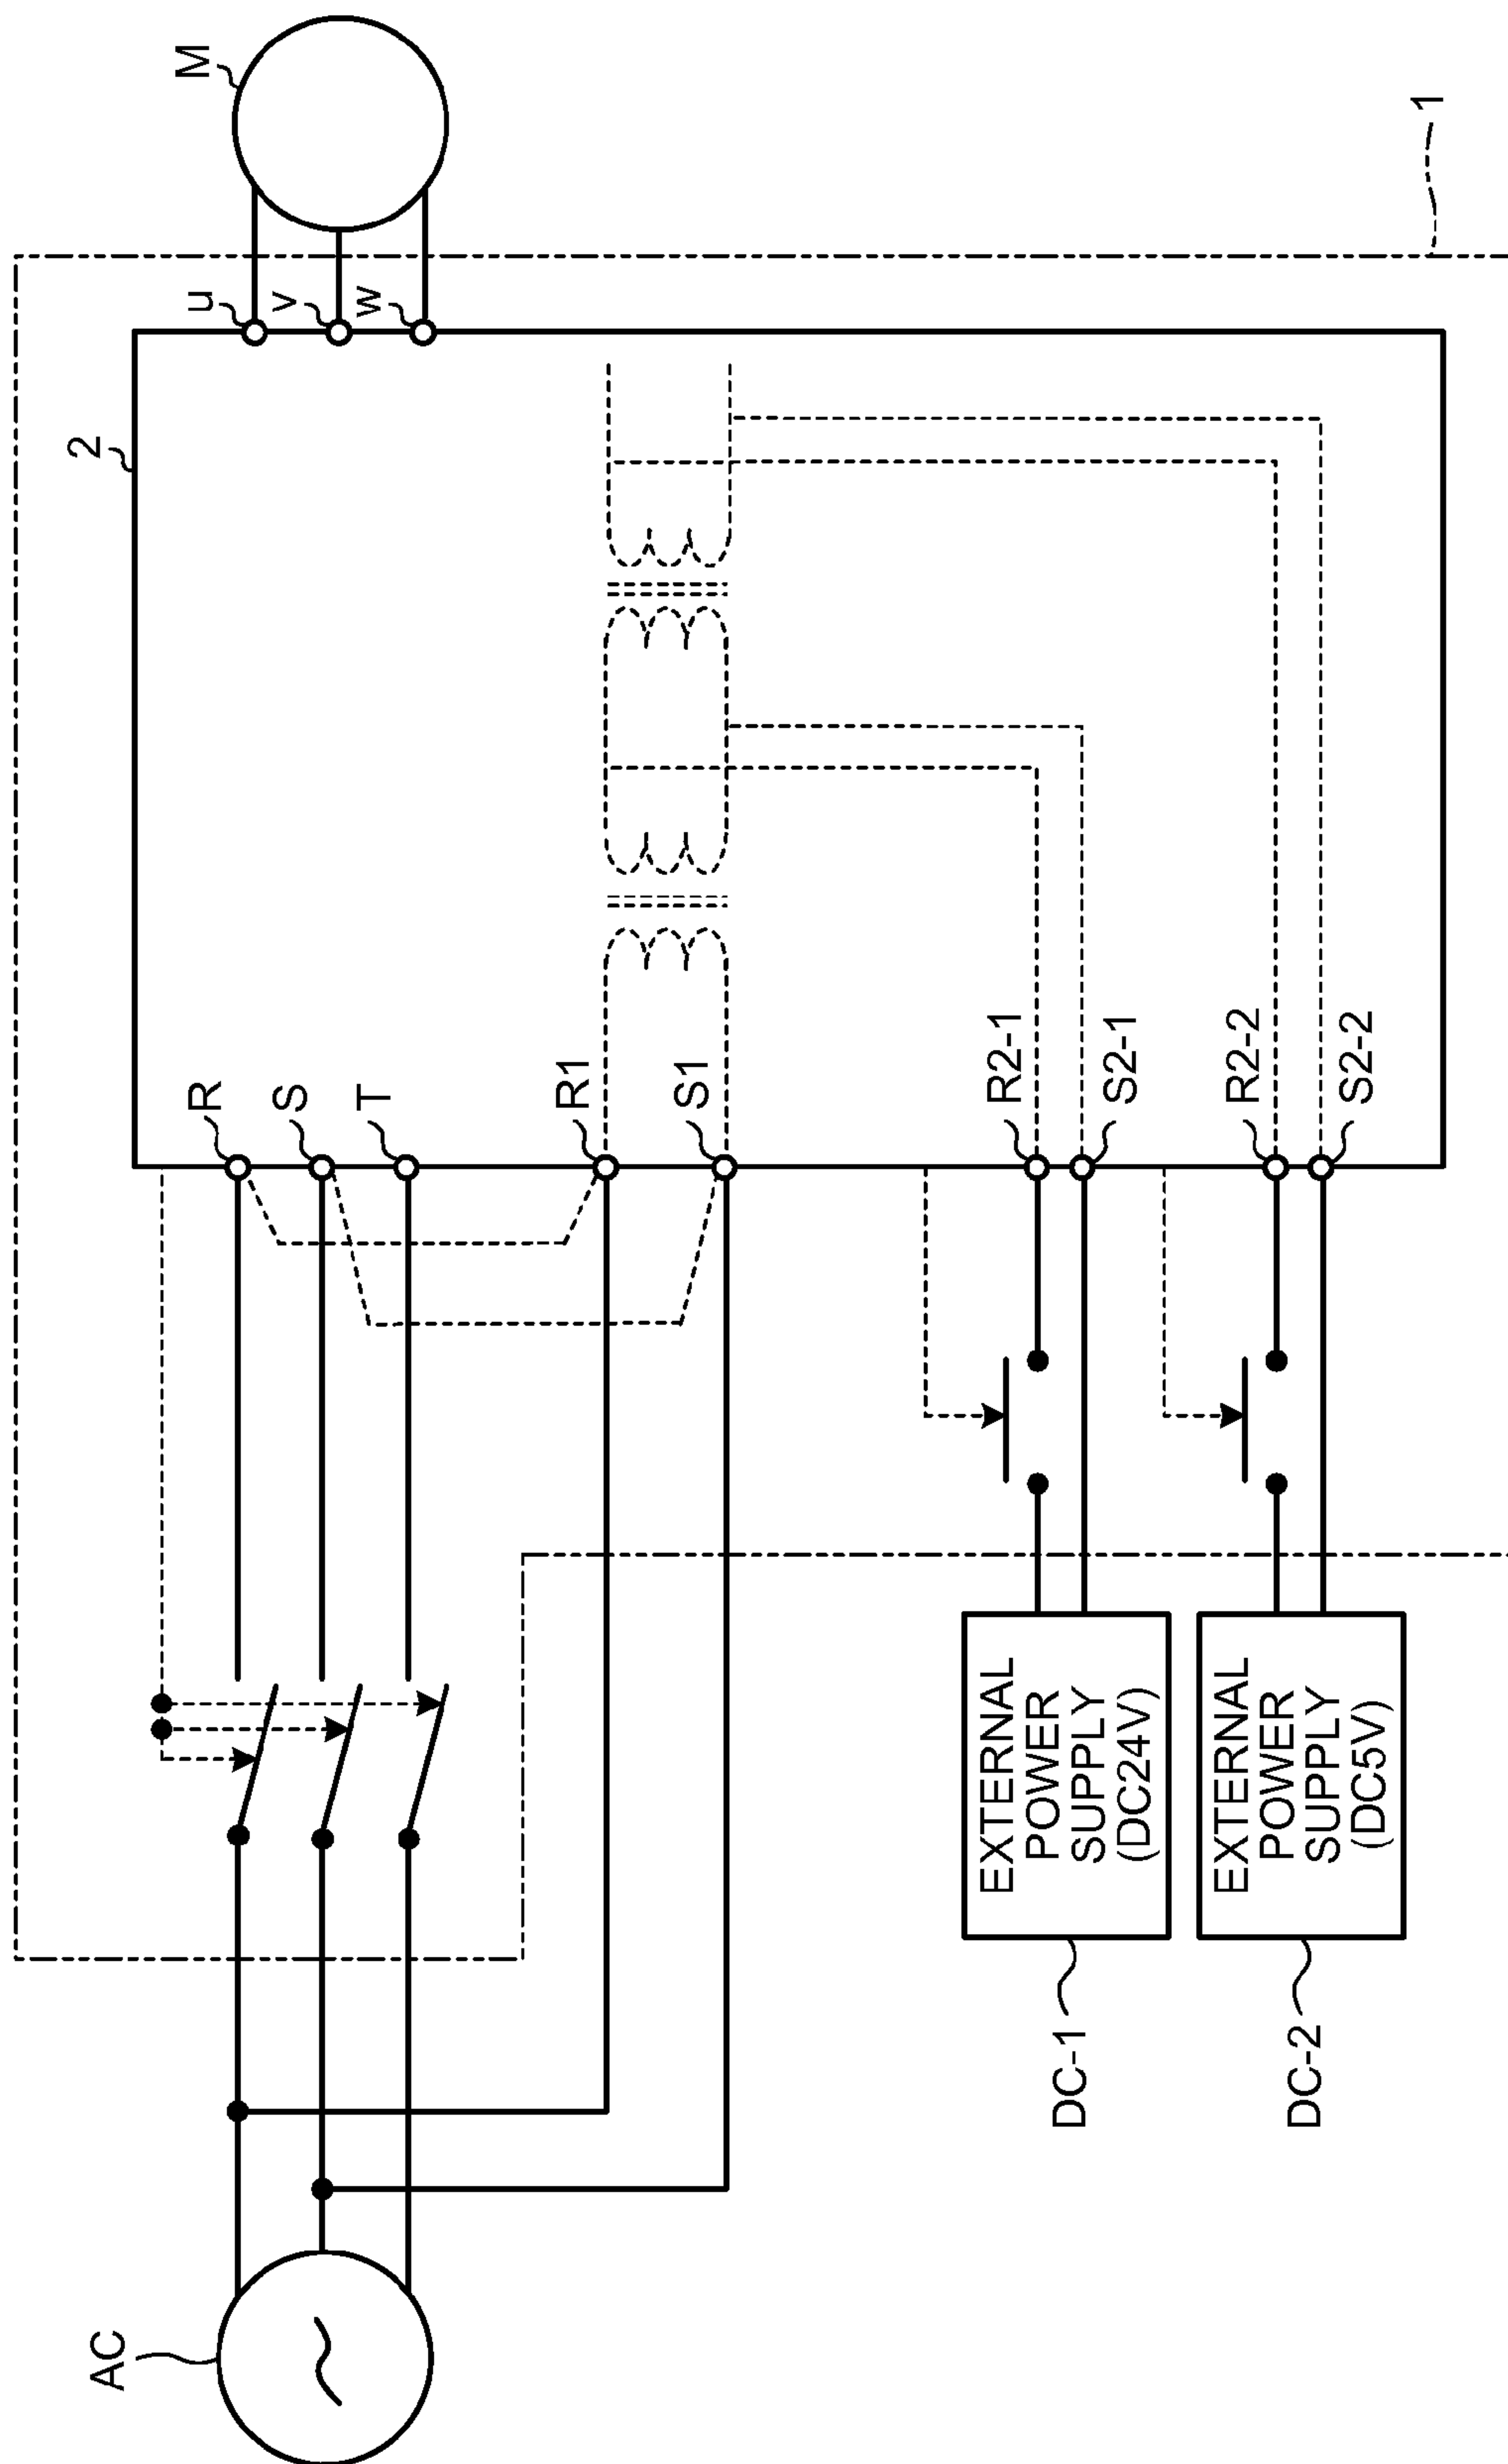 AC
R
S
T
R1
S1
R2-1
S2-1
R2-2
S2-2
2
u
v
w
M
1
EXTERNAL
POWER
SUPPLY
(DC24V)
DC-1
EXTERNAL
POWER
SUPPLY
(DC5V)
DC-2